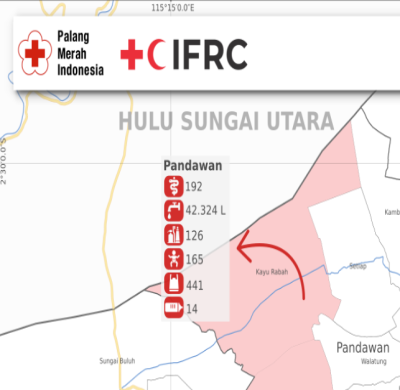 115°15'0.0"E
Palang
Merah
Indonesia
IFRC
HULU SUNGAI UTARA
2°30'0.0"S
Pandawan
192
42.324 L
126
165
441
14
Kayu Rabah
Kamb
Pandawan
Walatung
Sungai Buluh